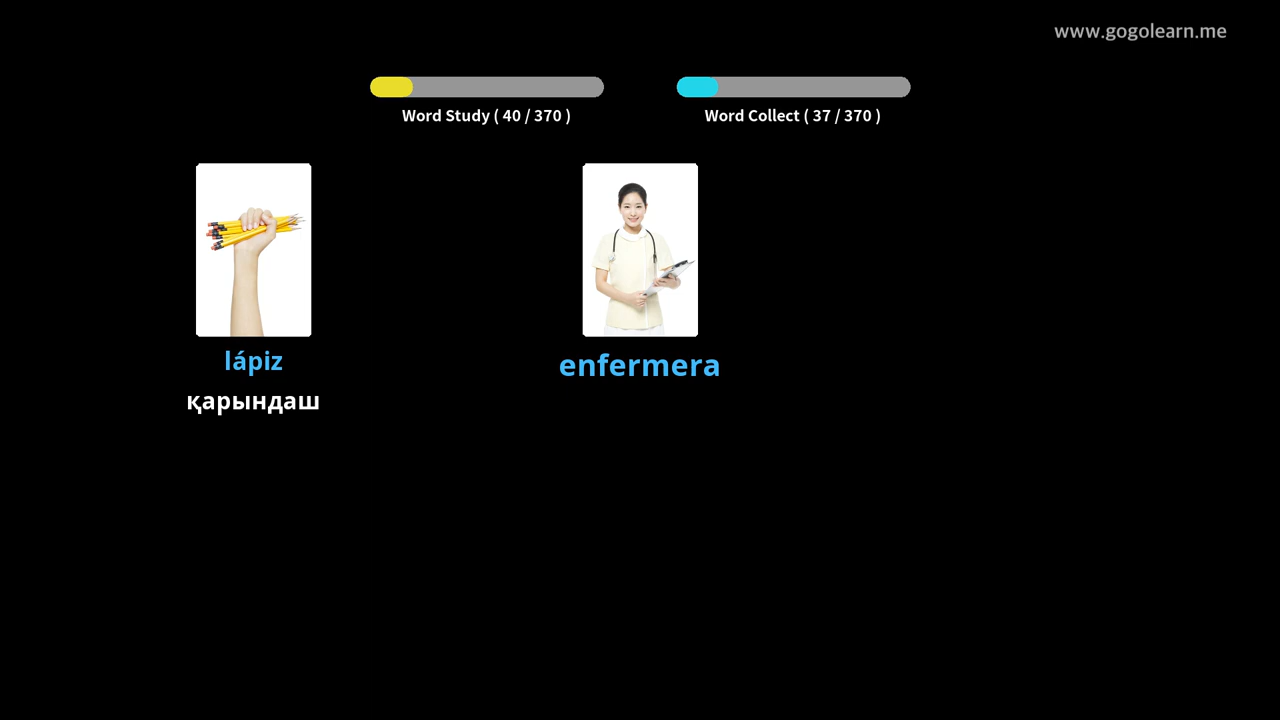 www.gogolearn.me
Word Study ( 40 / 370 )
Word Collect ( 37 / 370 )
lápiz
қарындаш
enfermera